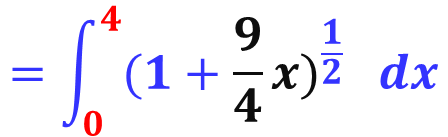 = ∫₀⁴ (1 + 9/4 x)^(1/2) dx